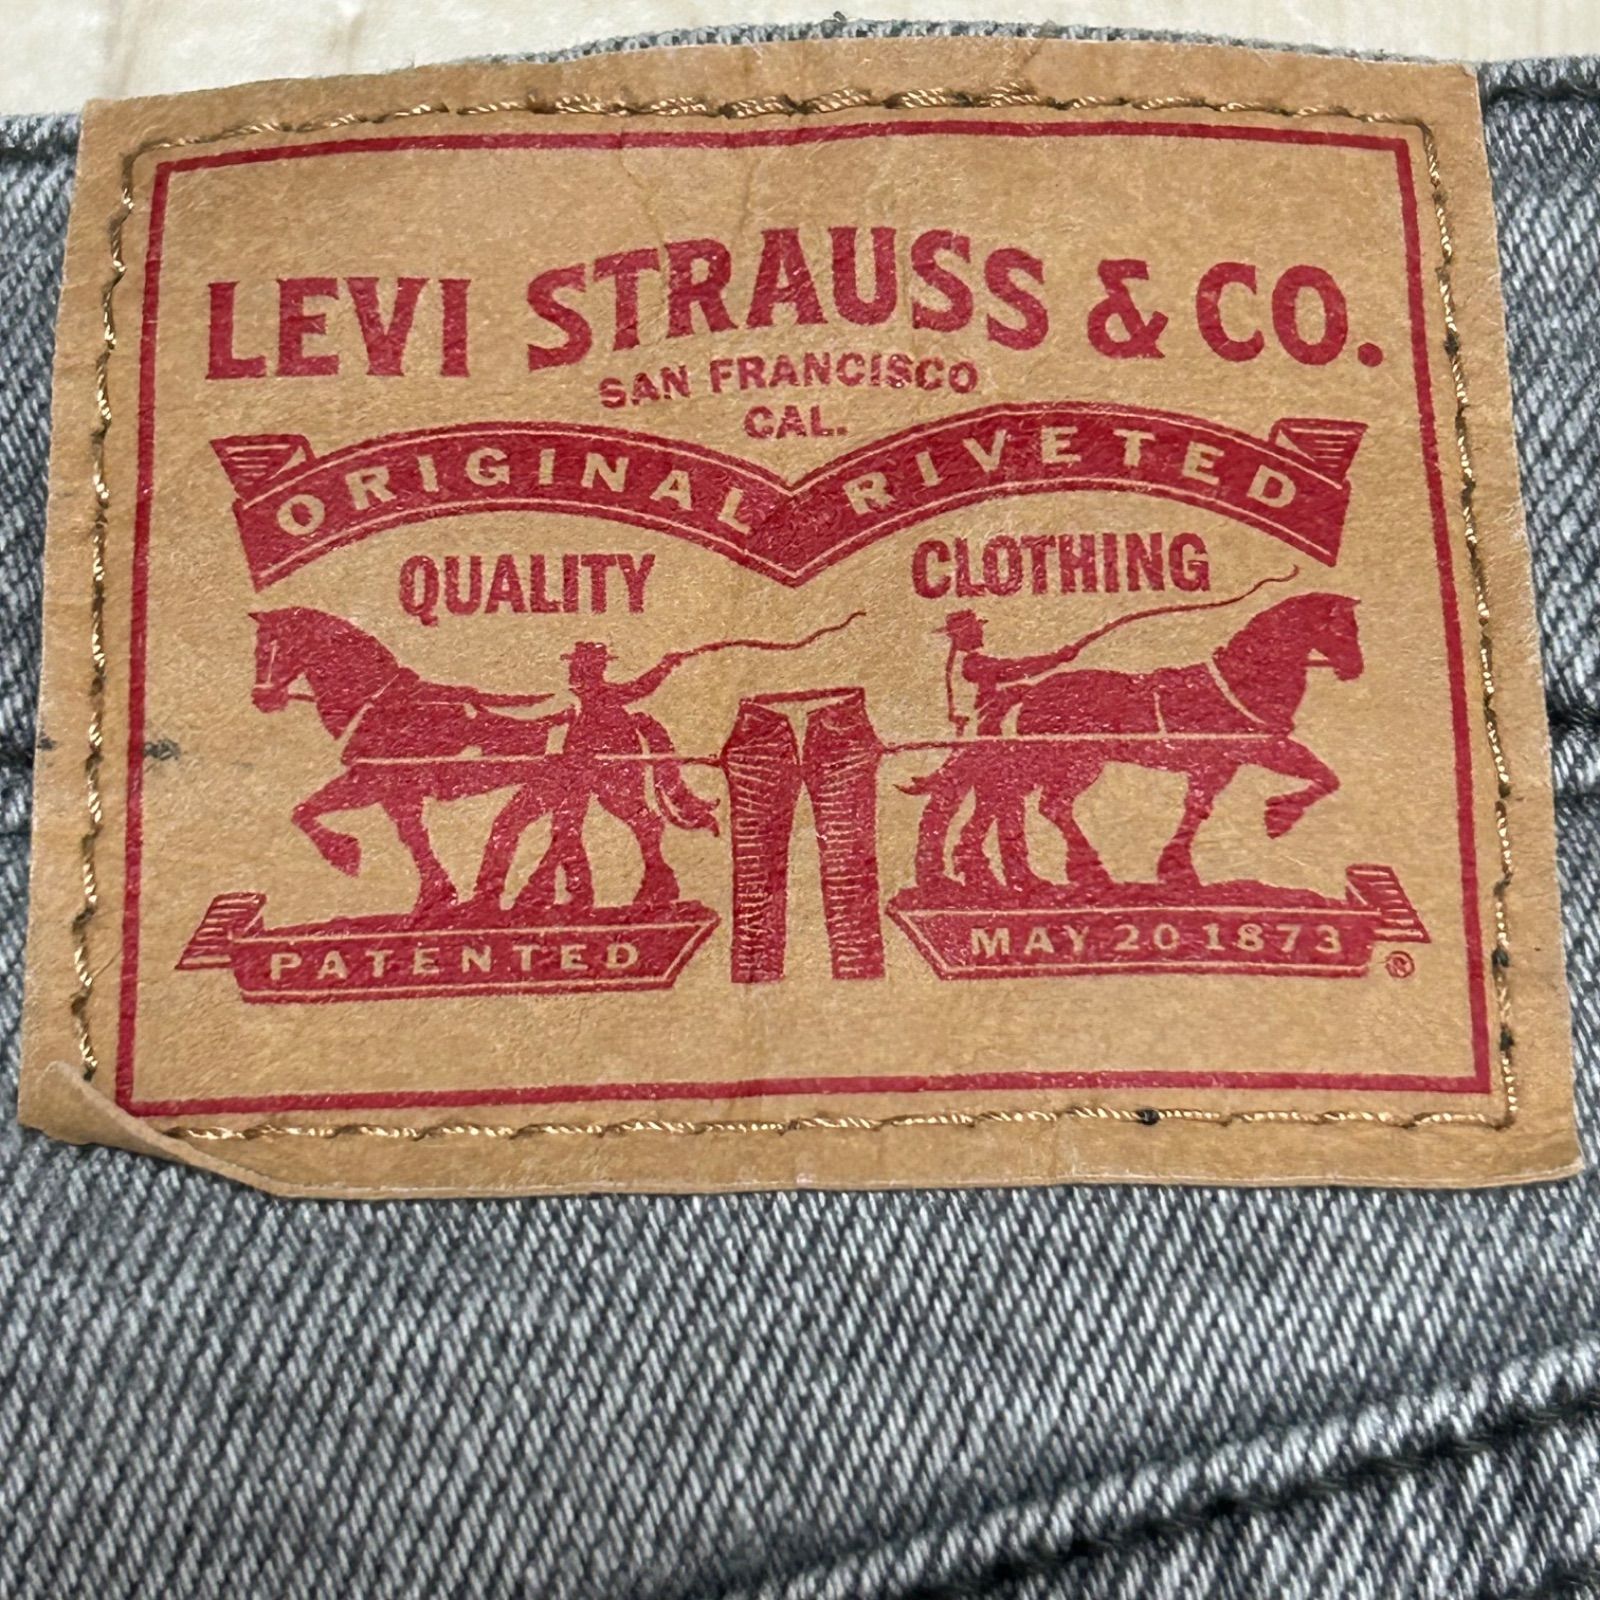 LEVI STRAUSS & CO.
SAN FRANCISCO
CAL.
ORIGINAL RIVETED
QUALITY CLOTHING
PATENTED MAY 20 1873 ®